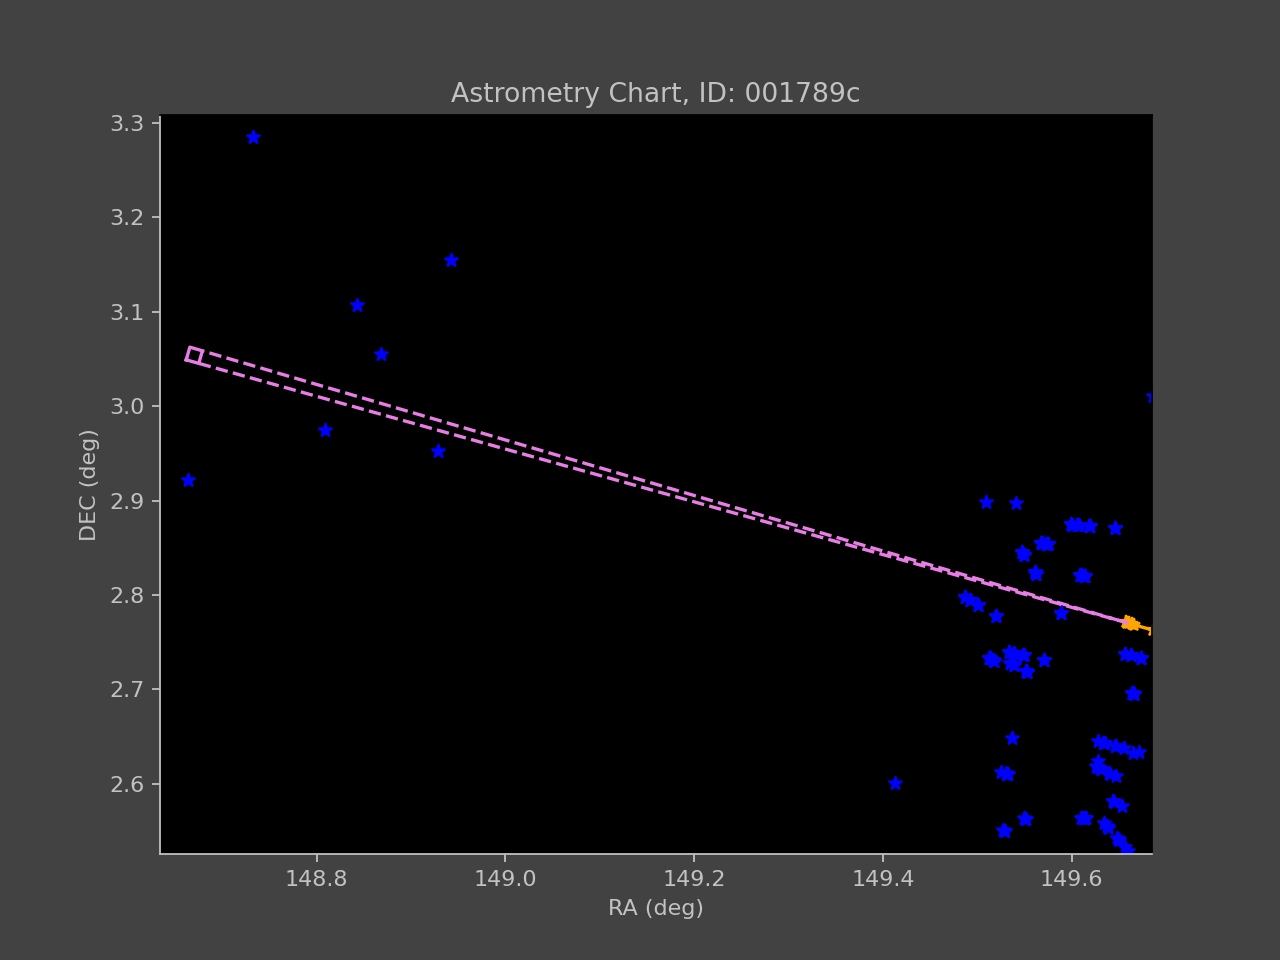 Astrometry Chart, ID: 001789c
3.3
3.2
3.1
3.0
2.9
2.8
2.7
2.6
DEC (deg)
148.8 149.0 149.2 149.4 149.6
RA (deg)